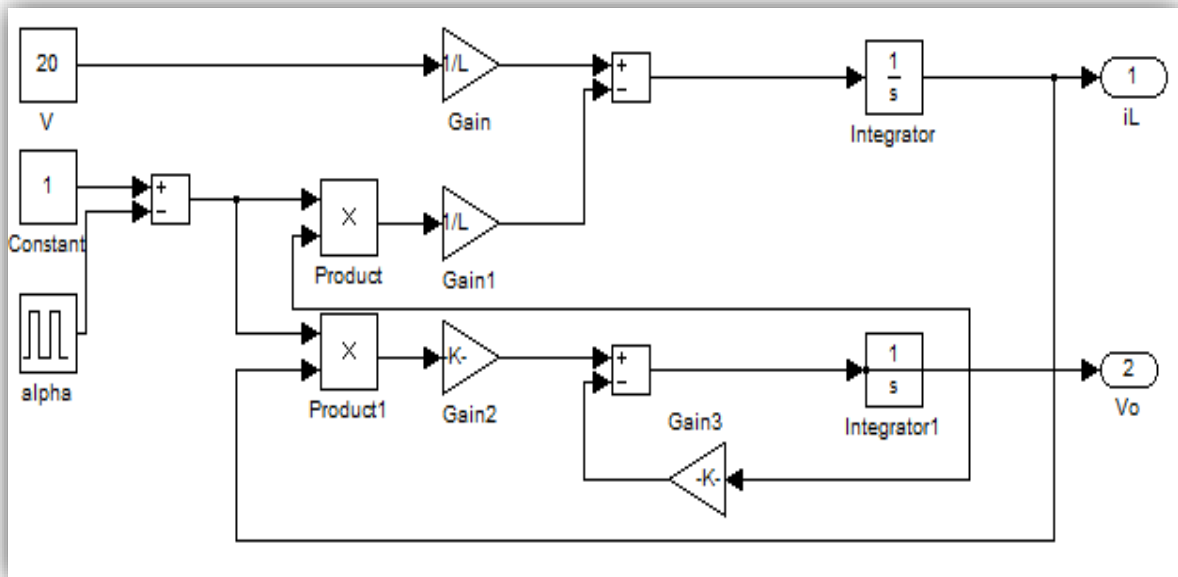 20
V
1/L
Gain
+
−
1
s
Integrator
1
iL
1
Constant
+
−
X
Product
1/L
Gain1
alpha
X
Product1
-K-
Gain2
+
−
Gain3
-K-
1
s
Integrator1
2
Vo